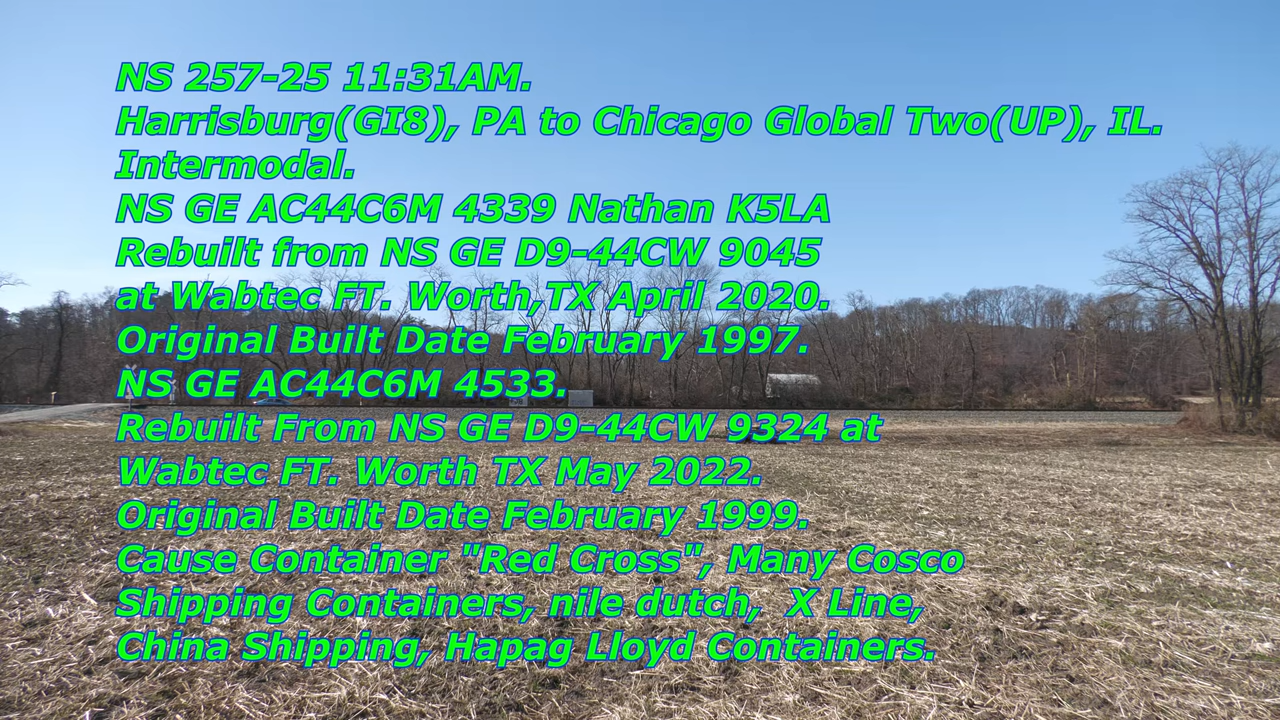 NS 257-25 11:31AM.
Harrisburg(GI8), PA to Chicago Global Two(UP), IL.
Intermodal.
NS GE AC44C6M 4339 Nathan K5LA
Rebuilt from NS GE D9-44CW 9045
at Wabtec FT. Worth,TX April 2020.
Original Built Date February 1997.
NS GE AC44C6M 4533.
Rebuilt From NS GE D9-44CW 9324 at
Wabtec FT. Worth TX May 2022.
Original Built Date February 1999.
Cause Container "Red Cross", Many Cosco
Shipping Containers, nile dutch,  X Line,
China Shipping, Hapag Lloyd Containers.